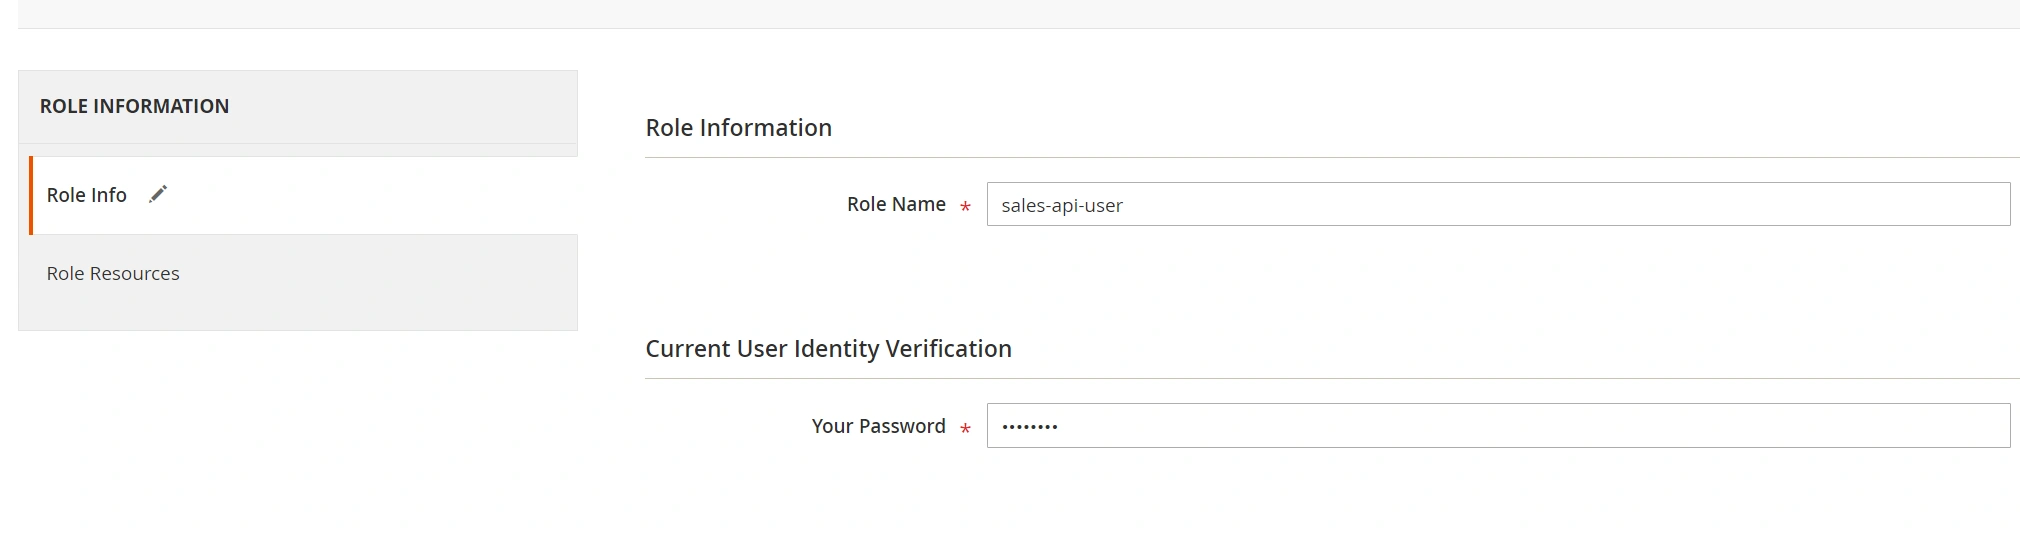 ROLE INFORMATION
Role Info
Role Resources
Role Information
Role Name *
sales-api-user
Current User Identity Verification
Your Password *
••••••••